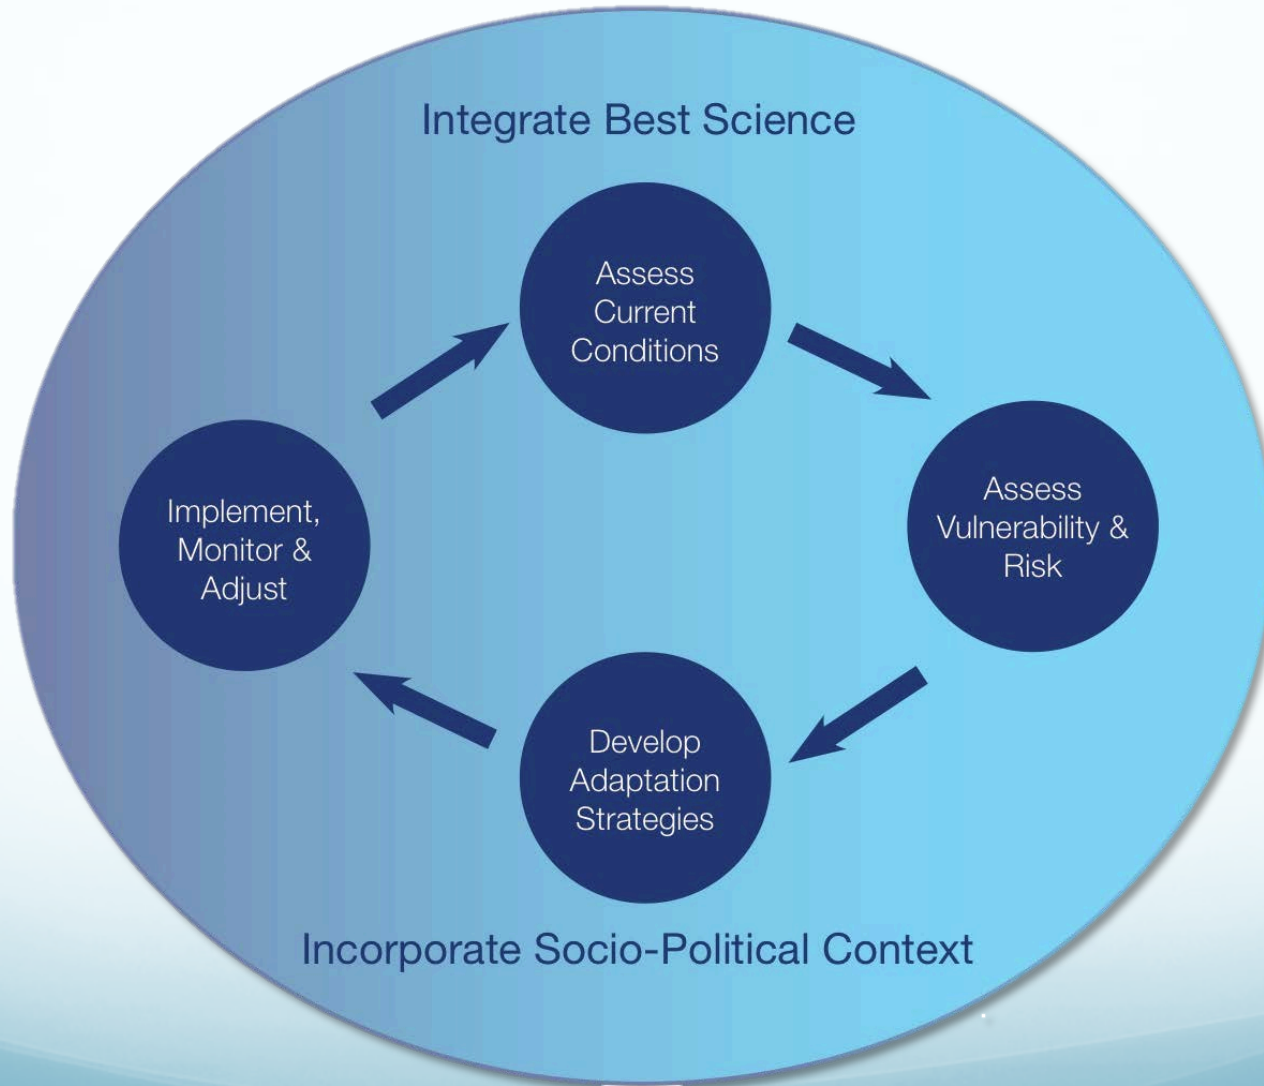 Integrate Best Science
Assess
Current
Conditions
Assess
Vulnerability &
Risk
Implement,
Monitor &
Adjust
Develop
Adaptation
Strategies
Incorporate Socio-Political Context